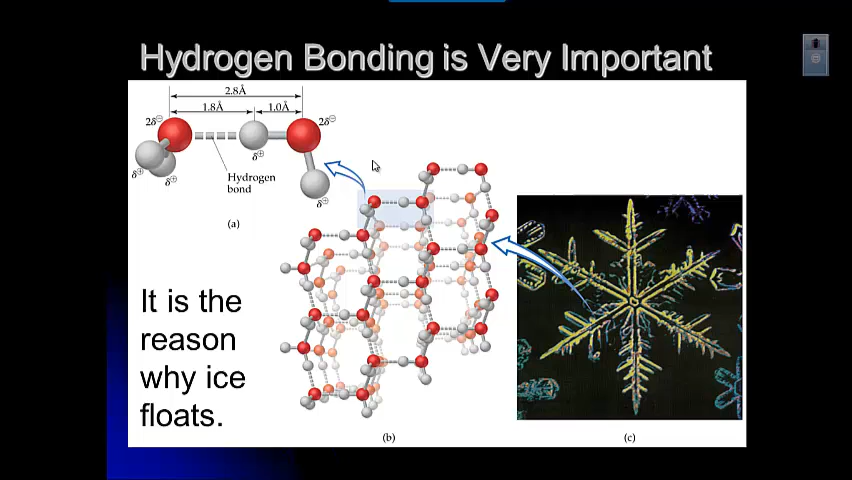 Hydrogen Bonding is Very Important
2.8Å
1.8Å
1.0Å
2δ⊖
2δ⊖
δ⊕
δ⊕
δ⊕
δ⊕
Hydrogen
bond
(a)
It is the
reason
why ice
floats.
(b)
(c)